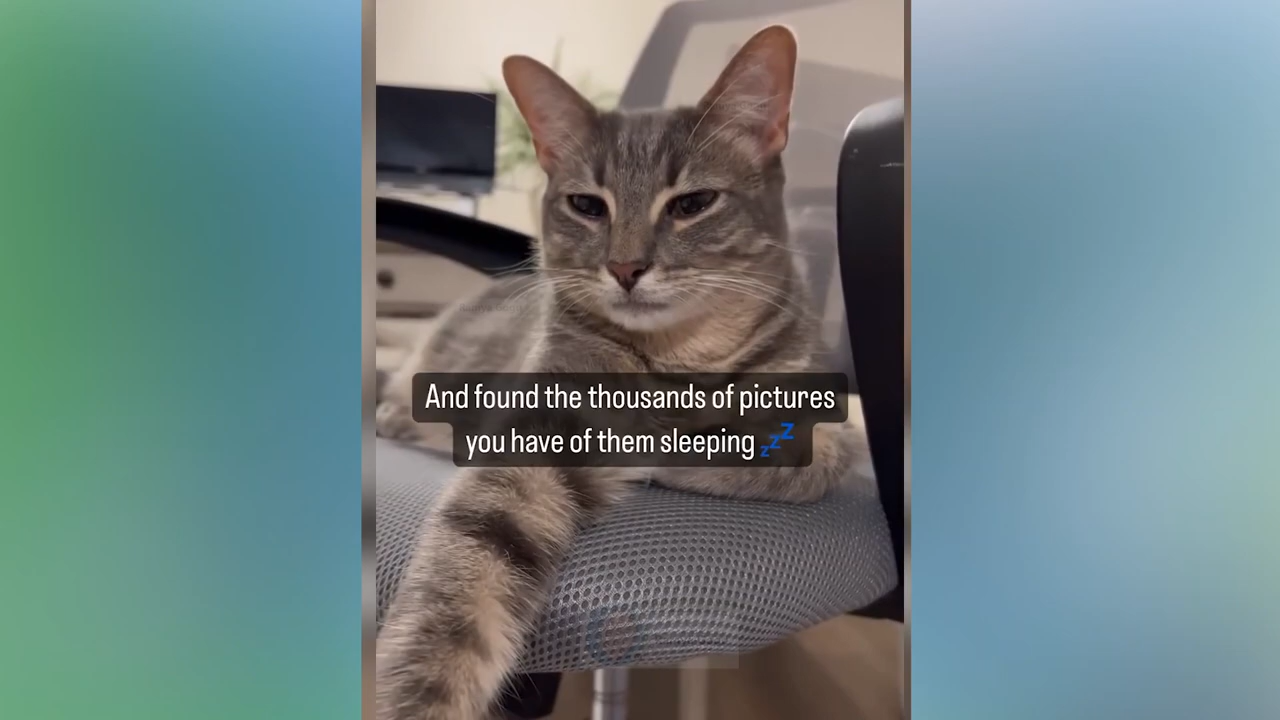 And found the thousands of pictures
you have of them sleeping 💤